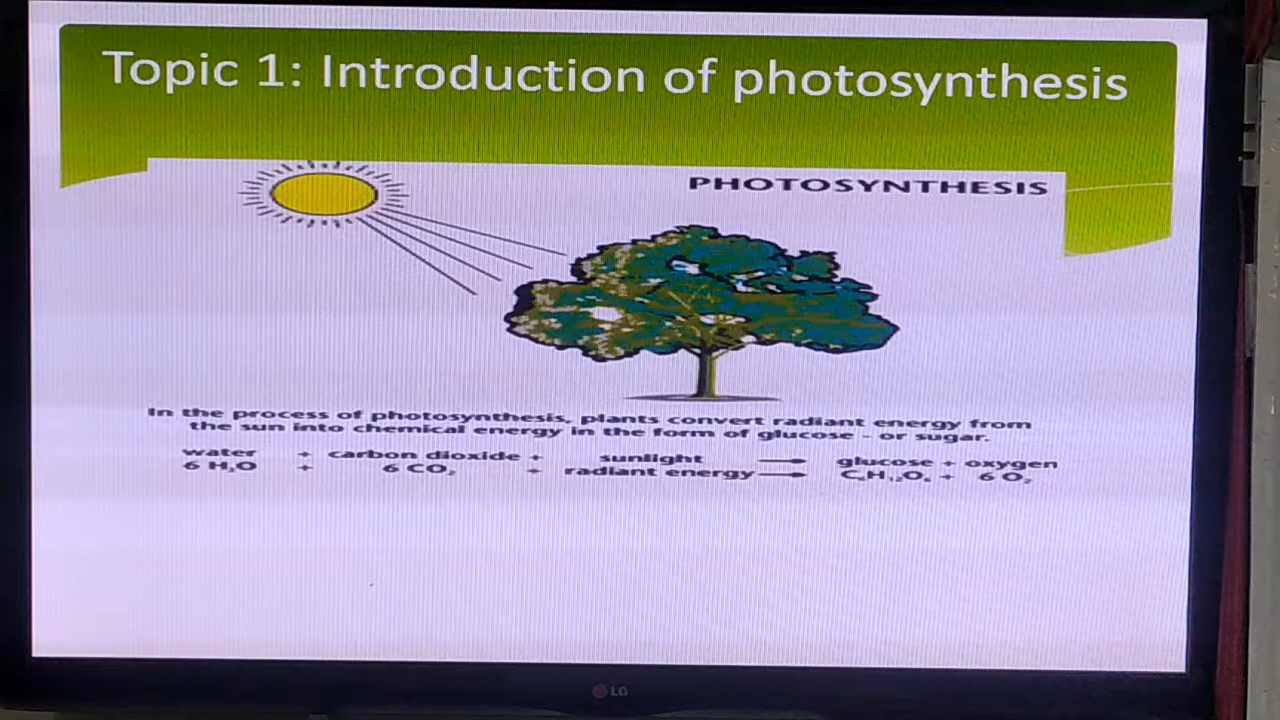 Topic 1: Introduction of photosynthesis
PHOTOSYNTHESIS
In the process of photosynthesis, plants convert radiant energy from
the sun into chemical energy in the form of glucose - or sugar.
water + carbon dioxide + sunlight → glucose + oxygen
6 H₂O + 6 CO₂ + radiant energy → C₆H₁₂O₆ + 6 O₂
LG